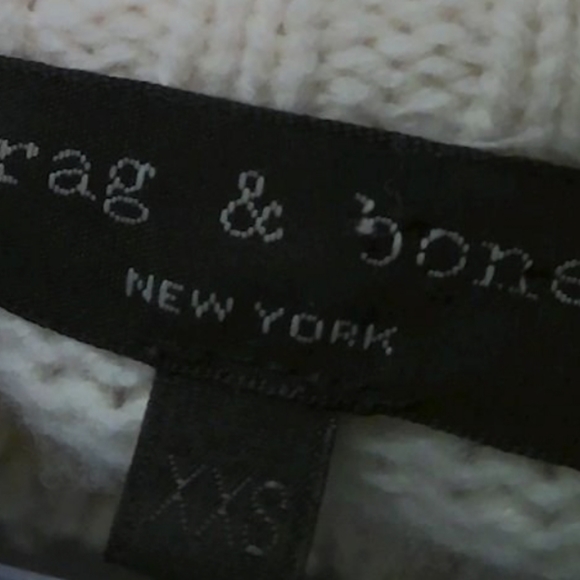 rag & bone
NEW YORK
XXS